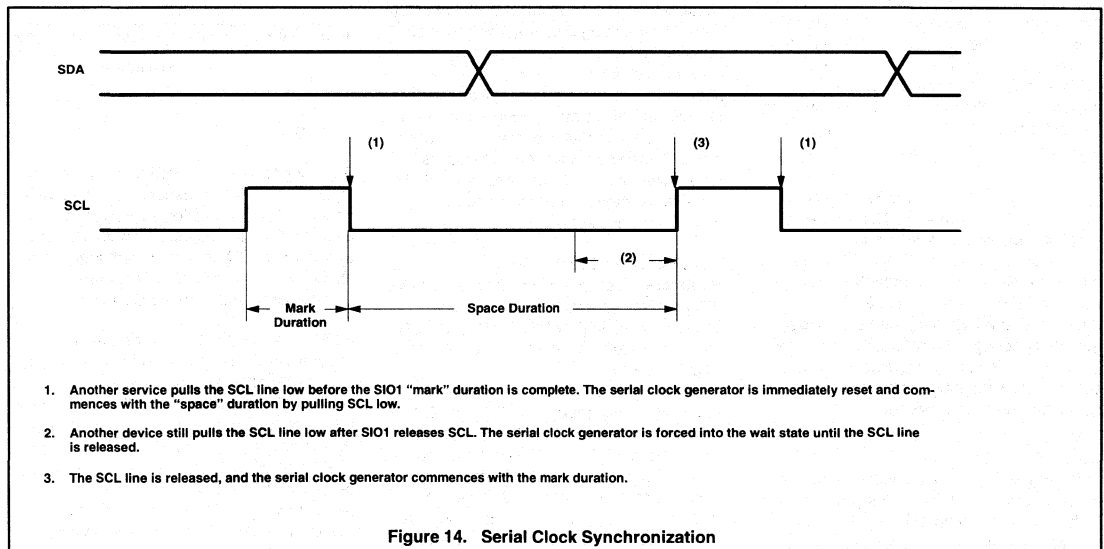 SDA
(1)
(3)
(1)
SCL
(2)
Mark
Duration
Space Duration
1. Another service pulls the SCL line low before the SIO1 “mark” duration is complete. The serial clock generator is immediately reset and com-
mences with the “space” duration by pulling SCL low.
2. Another device still pulls the SCL line low after SIO1 releases SCL. The serial clock generator is forced into the wait state until the SCL line
is released.
3. The SCL line is released, and the serial clock generator commences with the mark duration.
Figure 14. Serial Clock Synchronization